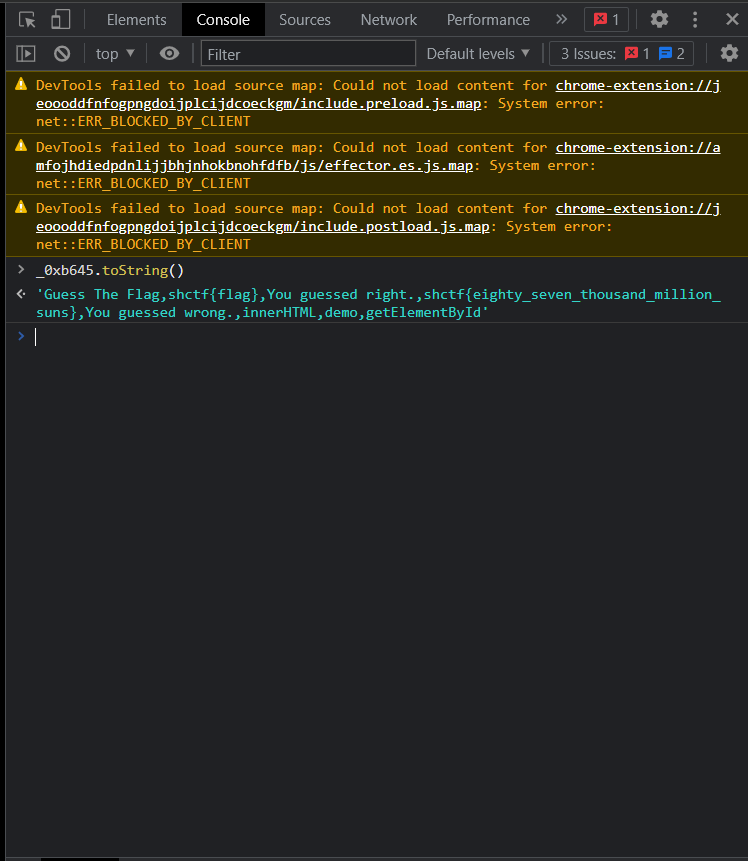 Elements Console Sources Network Performance » 1
top ▼ Filter Default levels ▼ 3 Issues: 1 2
DevTools failed to load source map: Could not load content for chrome-extension://j
eoooddfnfogpngdoijplcijdcoeckgm/include.preload.js.map: System error:
net::ERR_BLOCKED_BY_CLIENT
DevTools failed to load source map: Could not load content for chrome-extension://a
mfojhdiedpdnlijjbhjnhokbnohfdfb/js/effector.es.js.map: System error:
net::ERR_BLOCKED_BY_CLIENT
DevTools failed to load source map: Could not load content for chrome-extension://j
eoooddfnfogpngdoijplcijdcoeckgm/include.postload.js.map: System error:
net::ERR_BLOCKED_BY_CLIENT
_0xb645.toString()
'Guess The Flag,shctf{flag},You guessed right.,shctf{eighty_seven_thousand_million_
suns},You guessed wrong.,innerHTML,demo,getElementById'